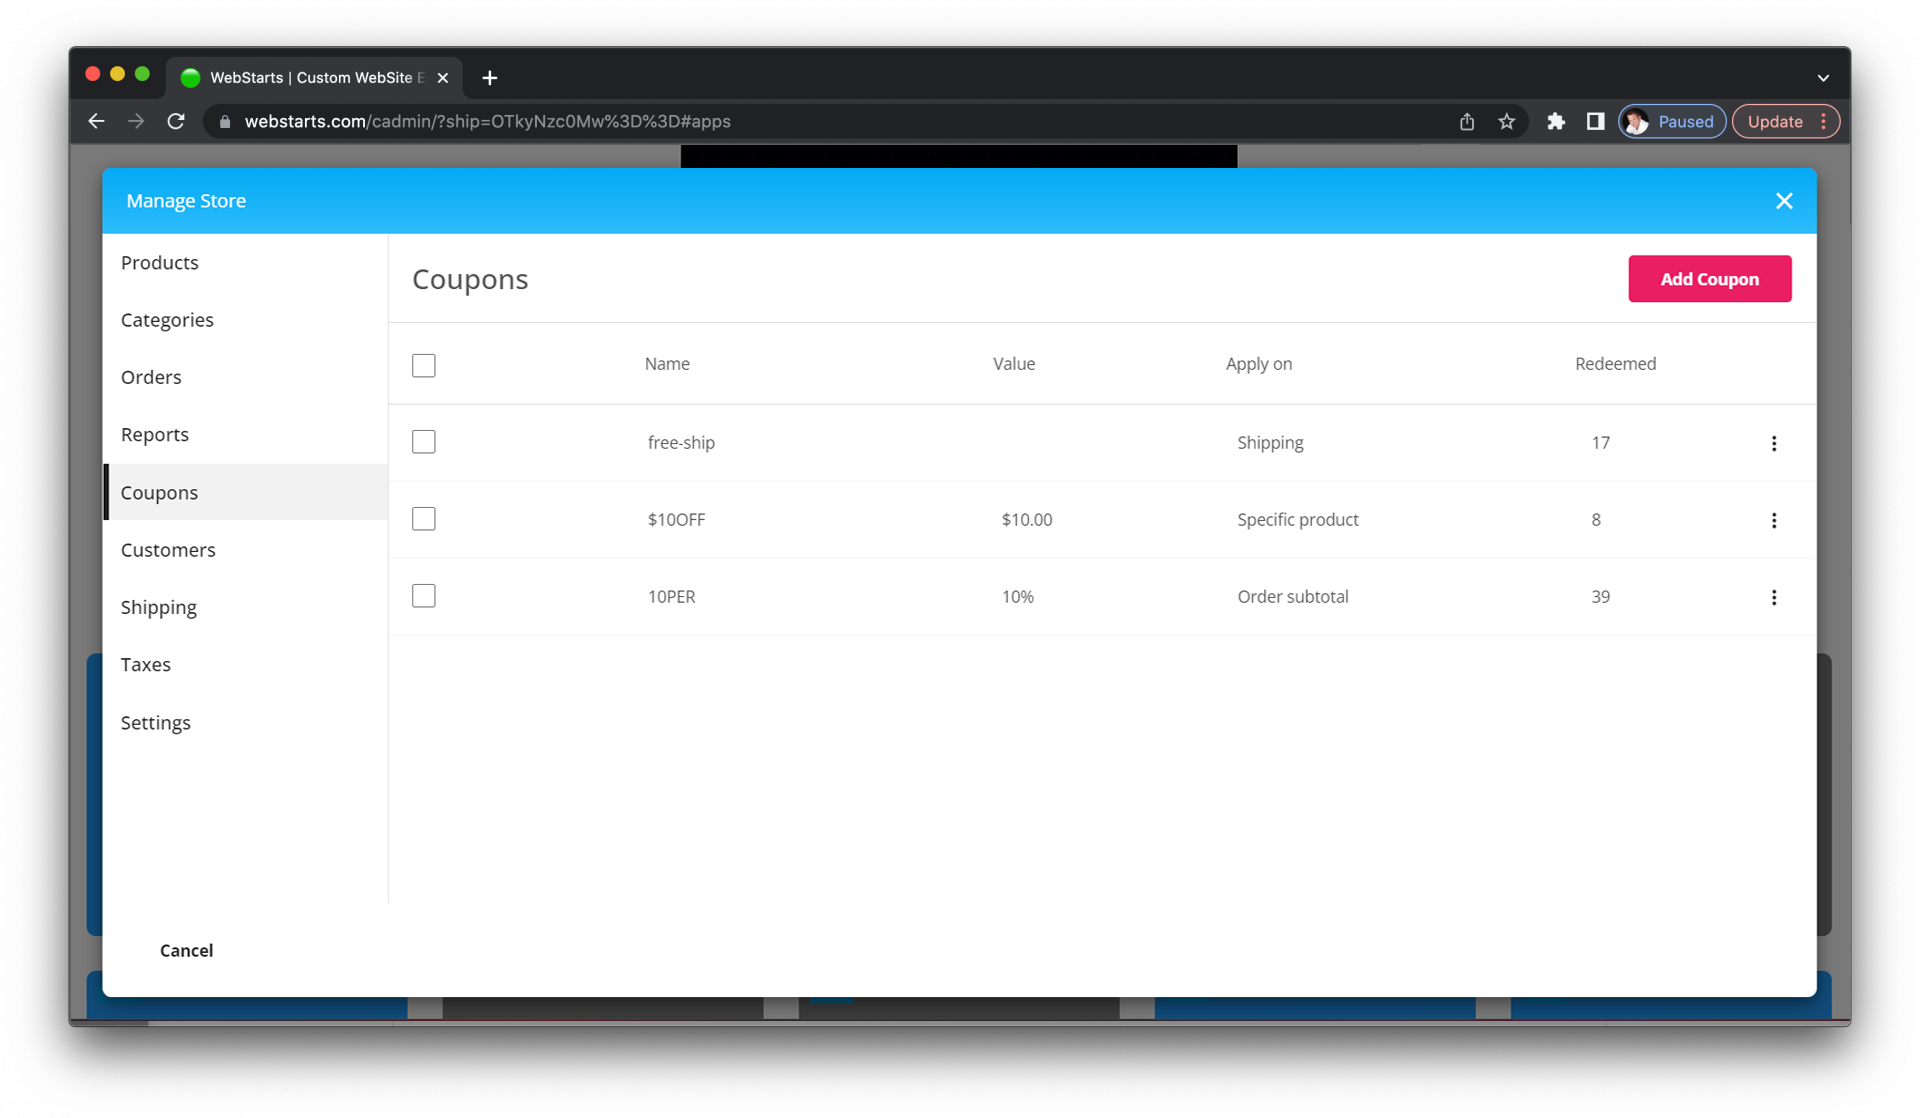 WebStarts | Custom WebSite E
webstarts.com/cadmin/?ship=OTkyNzc0Mw%3D%3D#apps
Paused
Update
Manage Store
Products
Categories
Orders
Reports
Coupons
Customers
Shipping
Taxes
Settings
Coupons
Add Coupon
Name Value Apply on Redeemed
free-ship Shipping 17
$10OFF $10.00 Specific product 8
10PER 10% Order subtotal 39
Cancel